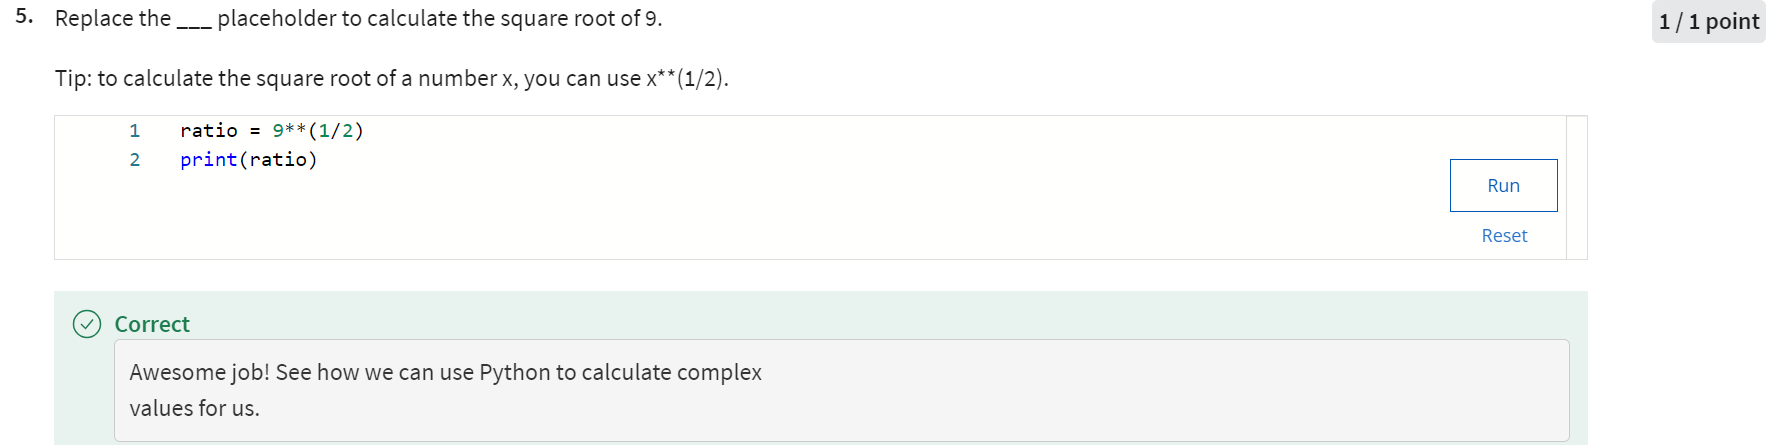 5. Replace the ___ placeholder to calculate the square root of 9.
1 / 1 point
Tip: to calculate the square root of a number x, you can use x**(1/2).
1 ratio = 9**(1/2)
2 print(ratio)
Run
Reset
Correct
Awesome job! See how we can use Python to calculate complex
values for us.